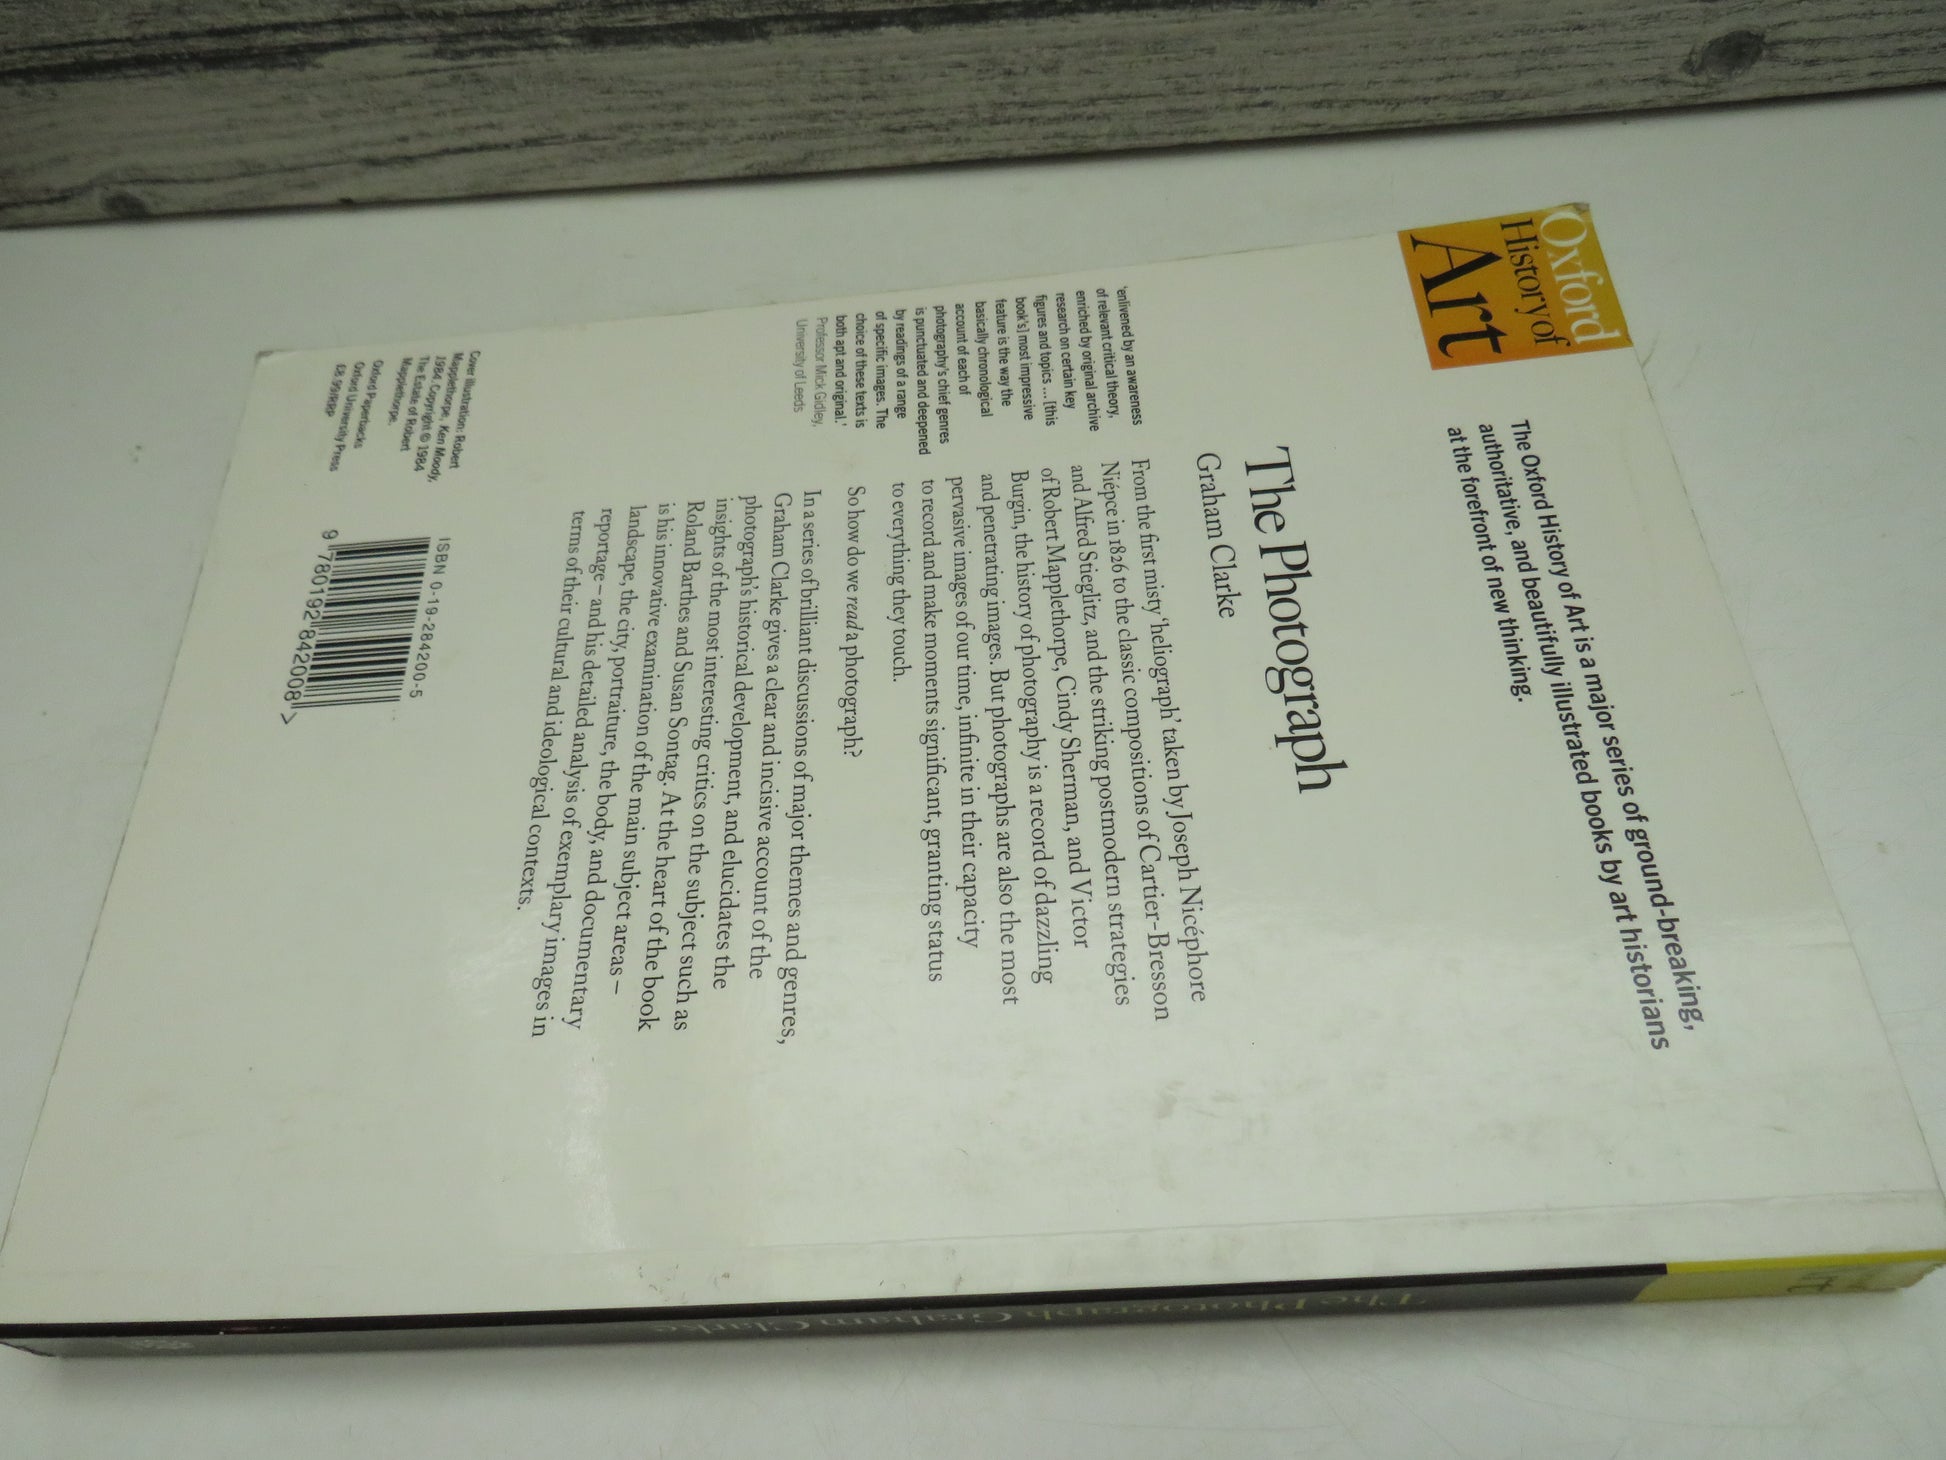 Oxford
History of
Art
The Oxford History of Art is a major series of ground-breaking,
authoritative, and beautifully illustrated books by art historians
at the forefront of new thinking.
The Photograph
Graham Clarke
'enlivened by an awareness
of relevant critical theory,
enriched by original archive
research on certain key
figures and topics ... [this
book's] most impressive
feature is the way the
basically chronological
account of each of
photography's chief genres
is punctuated and deepened
by readings of a range
of specific images. The
choice of these texts is
both apt and original.'
Professor Mick Gidley,
University of Leeds
From the first misty 'heliograph' taken by Joseph Nicéphore
Niépce in 1826 to the classic compositions of Cartier-Bresson
and Alfred Stieglitz, and the striking postmodern strategies
of Robert Mapplethorpe, Cindy Sherman, and Victor
Burgin, the history of photography is a record of dazzling
and penetrating images. But photographs are also the most
pervasive images of our time, infinite in their capacity
to record and make moments significant, granting status
to everything they touch.
So how do we read a photograph?
In a series of brilliant discussions of major themes and genres,
Graham Clarke gives a clear and incisive account of the
photograph's historical development, and elucidates the
insights of the most interesting critics on the subject such as
Roland Barthes and Susan Sontag. At the heart of the book
is his innovative examination of the main subject areas –
landscape, the city, portraiture, the body, and documentary
reportage – and his detailed analysis of exemplary images in
terms of their cultural and ideological contexts.
Cover illustration: Robert
Mapplethorpe, Ken Moody,
1984. Copyright © 1984
The Estate of Robert
Mapplethorpe.
Oxford Paperbacks
Oxford University Press
£8.99/RRP
ISBN 0-19-284200-5
9 780192 842008 >
The Photograph Graham Clarke